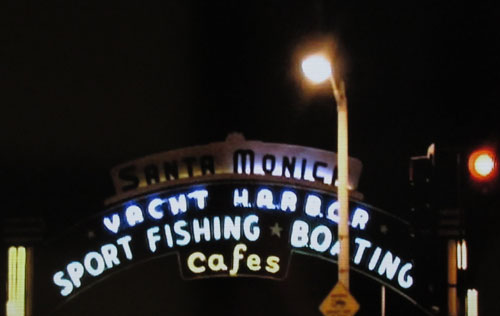 SANTA MONICA
YACHT HARBOR
SPORT FISHING ★ BOATING
Cafes